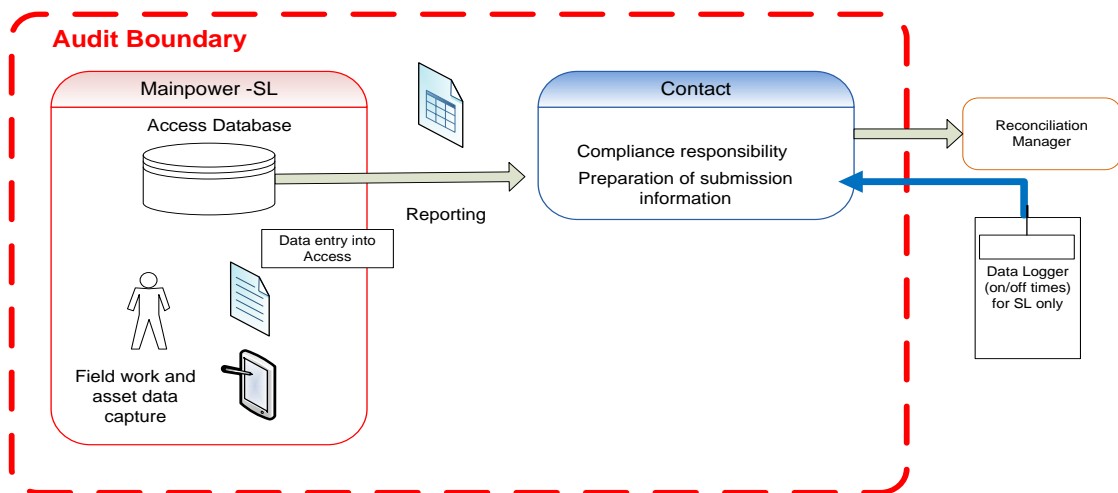 Audit Boundary
Mainpower -SL
Access Database
Reporting
Data entry into
Access
Field work and
asset data
capture
Contact
Compliance responsibility
Preparation of submission
information
Reconciliation
Manager
Data Logger
(on/off times)
for SL only